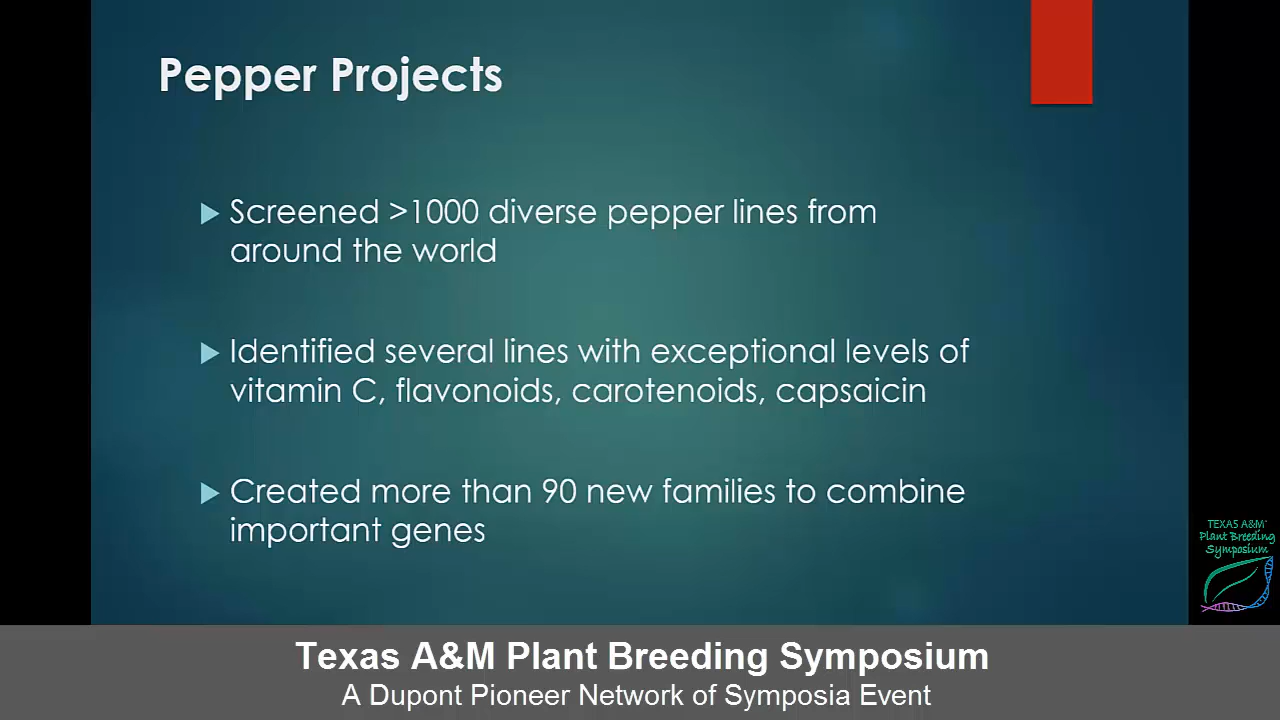 Pepper Projects
Screened >1000 diverse pepper lines from
around the world
Identified several lines with exceptional levels of
vitamin C, flavonoids, carotenoids, capsaicin
Created more than 90 new families to combine
important genes
TEXAS A&M
Plant Breeding
Symposium
Texas A&M Plant Breeding Symposium
A Dupont Pioneer Network of Symposia Event